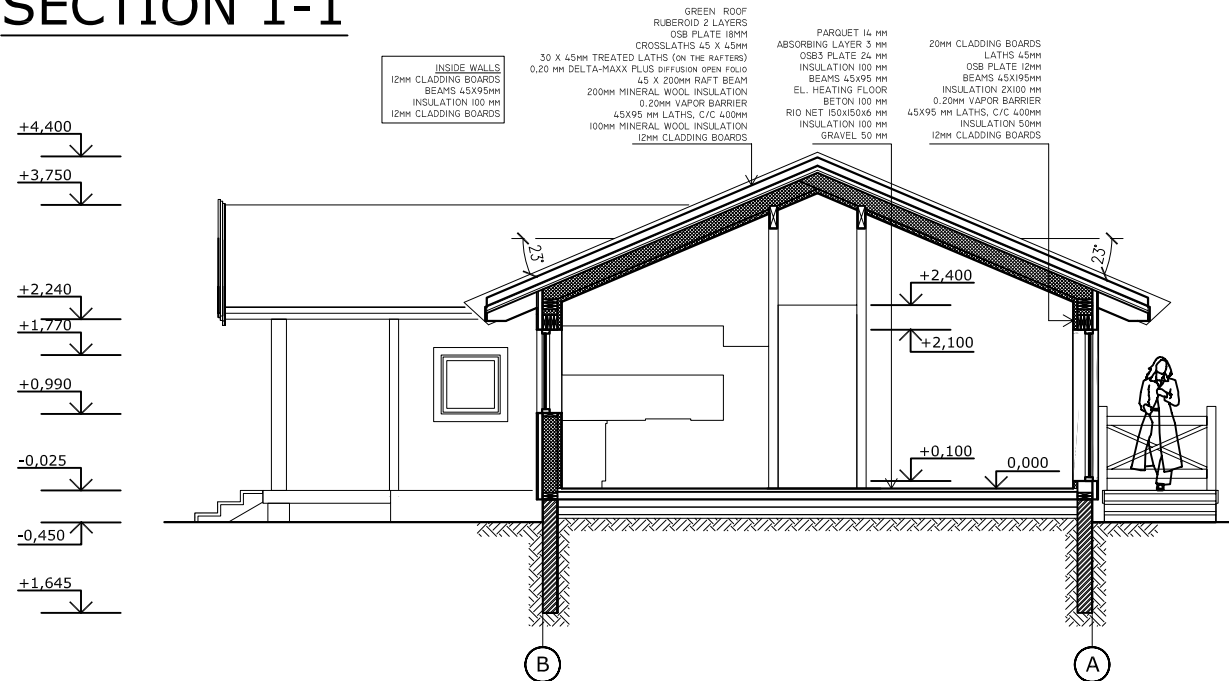 SECTION 1-1
INSIDE WALLS
12MM CLADDING BOARDS
BEAMS 45X95MM
INSULATION 100 MM
12MM CLADDING BOARDS
GREEN ROOF
RUBEROID 2 LAYERS
OSB PLATE 18MM
CROSSLATHS 45 X 45MM
30 X 45MM TREATED LATHS (ON THE RAFTERS)
0,20 MM DELTA-MAXX PLUS DIFFUSION OPEN FOLIO
45 X 200MM RAFT BEAM
200MM MINERAL WOOL INSULATION
0.20MM VAPOR BARRIER
45X95 MM LATHS, C/C 400MM
100MM MINERAL WOOL INSULATION
12MM CLADDING BOARDS
PARQUET 14 MM
ABSORBING LAYER 3 MM
OSB3 PLATE 24 MM
INSULATION 100 MM
BEAMS 45X95 MM
EL. HEATING FLOOR
BETON 100 MM
RIO NET 150X150X6 MM
INSULATION 100 MM
GRAVEL 50 MM
20MM CLADDING BOARDS
LATHS 45MM
OSB PLATE 12MM
BEAMS 45X195MM
INSULATION 2X100 MM
0.20MM VAPOR BARRIER
45X95 MM LATHS, C/C 400MM
INSULATION 50MM
12MM CLADDING BOARDS
+4,400
+3,750
+2,240
+1,770
+0,990
-0,025
-0,450
+1,645
23°
23°
+2,400
+2,100
+0,100
0,000
B
A